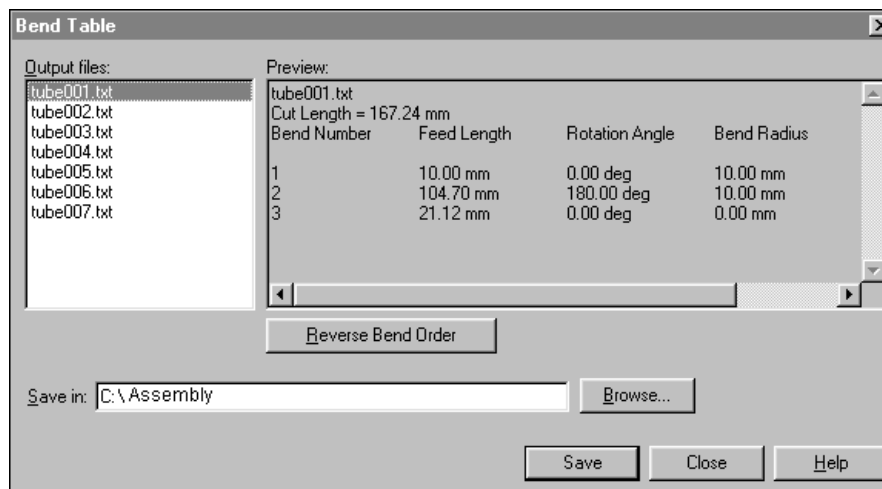 Bend Table
Output files:
tube001.txt
tube002.txt
tube003.txt
tube004.txt
tube005.txt
tube006.txt
tube007.txt
Preview:
tube001.txt
Cut Length = 167.24 mm
Bend Number Feed Length Rotation Angle Bend Radius
1 10.00 mm 0.00 deg 10.00 mm
2 104.70 mm 180.00 deg 10.00 mm
3 21.12 mm 0.00 deg 0.00 mm
Reverse Bend Order
Save in: C:\Assembly Browse...
Save Close Help